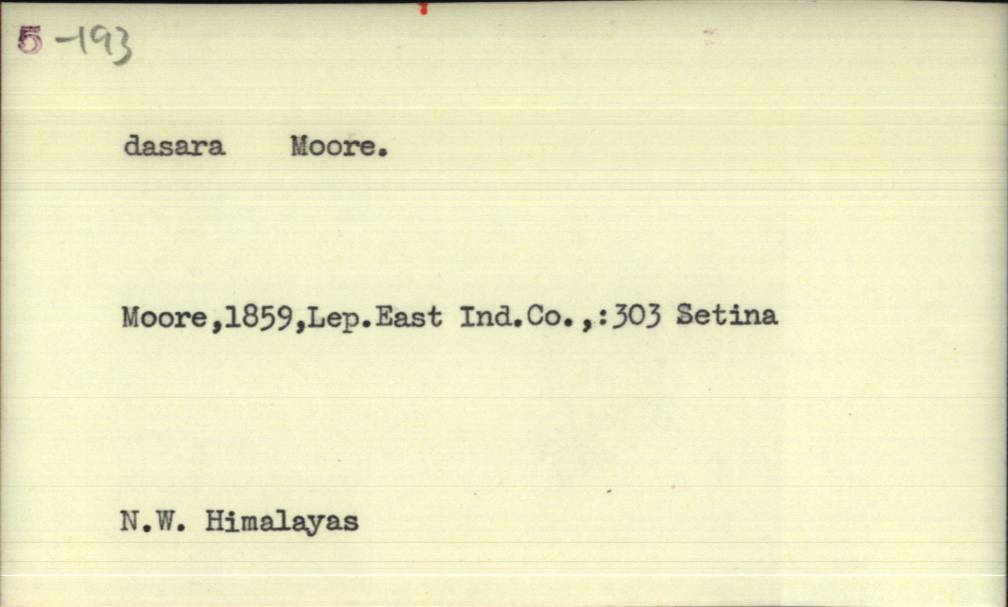 5-193
dasara Moore.
Moore,1859,Lep.East Ind.Co.,:303 Setina
N.W. Himalayas